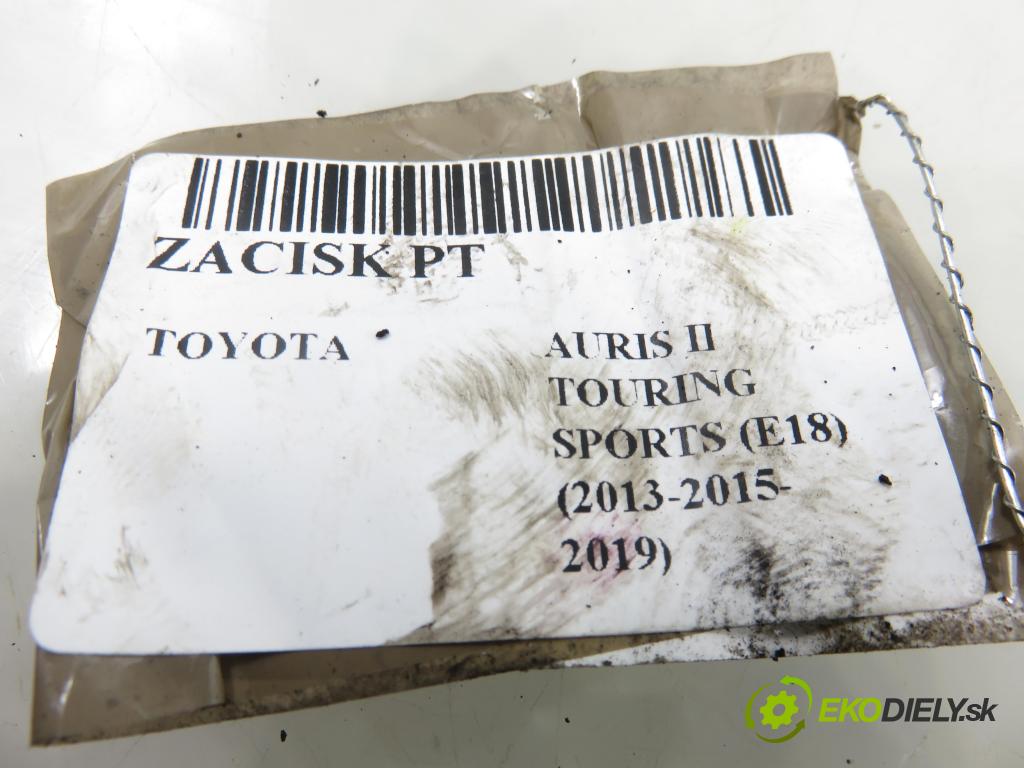 ZACISK PT
TOYOTA
AURIS II
TOURING
SPORTS (E18)
(2013-2015-
2019)
EKODIELY.sk